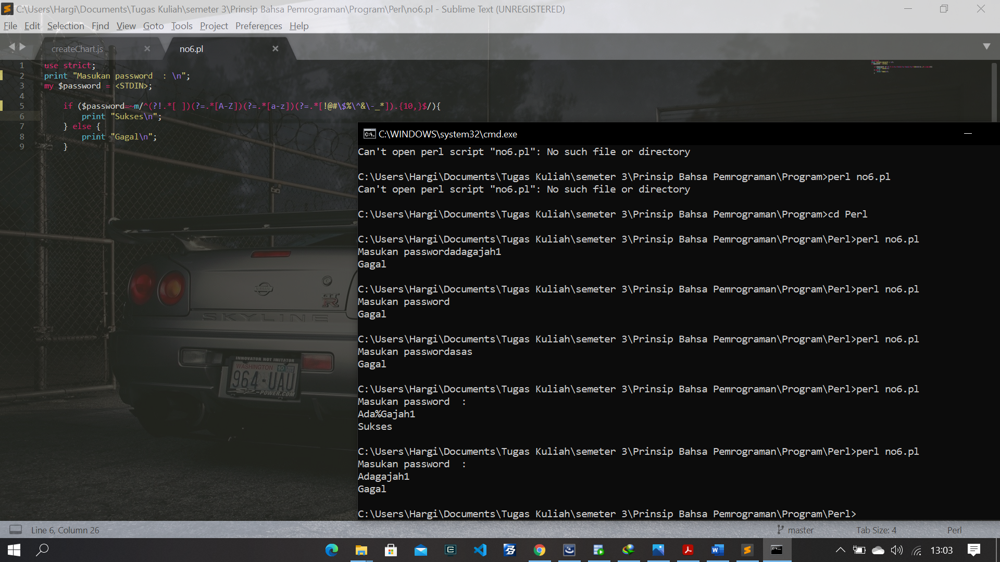 C:\Users\Hargi\Documents\Tugas Kuliah\semeter 3\Prinsip Bahsa Pemrograman\Program\Perl\no6.pl - Sublime Text (UNREGISTERED)
File Edit Selection Find View Goto Tools Project Preferences Help
createChart.js
no6.pl
1 use strict;
2 print "Masukan password  : \n";
3 my $password = <STDIN>;
4
5 if ($password=~m/^(?!.*[ ])(?=.*[A-Z])(?=.*[a-z])(?=.*[!@#\$%\^&\-_*]).{10,}$/){
6 print "Sukses\n";
7 } else {
8 print "Gagal\n";
9 }
C:\WINDOWS\system32\cmd.exe
Can't open perl script "no6.pl": No such file or directory
C:\Users\Hargi\Documents\Tugas Kuliah\semeter 3\Prinsip Bahsa Pemrograman\Program>perl no6.pl
Can't open perl script "no6.pl": No such file or directory
C:\Users\Hargi\Documents\Tugas Kuliah\semeter 3\Prinsip Bahsa Pemrograman\Program>cd Perl
C:\Users\Hargi\Documents\Tugas Kuliah\semeter 3\Prinsip Bahsa Pemrograman\Program\Perl>perl no6.pl
Masukan passwordadagajah1
Gagal
C:\Users\Hargi\Documents\Tugas Kuliah\semeter 3\Prinsip Bahsa Pemrograman\Program\Perl>perl no6.pl
Masukan password
Gagal
C:\Users\Hargi\Documents\Tugas Kuliah\semeter 3\Prinsip Bahsa Pemrograman\Program\Perl>perl no6.pl
Masukan passwordasas
Gagal
C:\Users\Hargi\Documents\Tugas Kuliah\semeter 3\Prinsip Bahsa Pemrograman\Program\Perl>perl no6.pl
Masukan password  :
Ada%Gajah1
Sukses
C:\Users\Hargi\Documents\Tugas Kuliah\semeter 3\Prinsip Bahsa Pemrograman\Program\Perl>perl no6.pl
Masukan password  :
Adagajah1
Gagal
C:\Users\Hargi\Documents\Tugas Kuliah\semeter 3\Prinsip Bahsa Pemrograman\Program\Perl>
SKYLINE
INNOVATOR NOT IMITATOR
WASHINGTON 10
964-UAU
SP-POWER.COM
Line 6, Column 26
master
Tab Size: 4
Perl
13:03